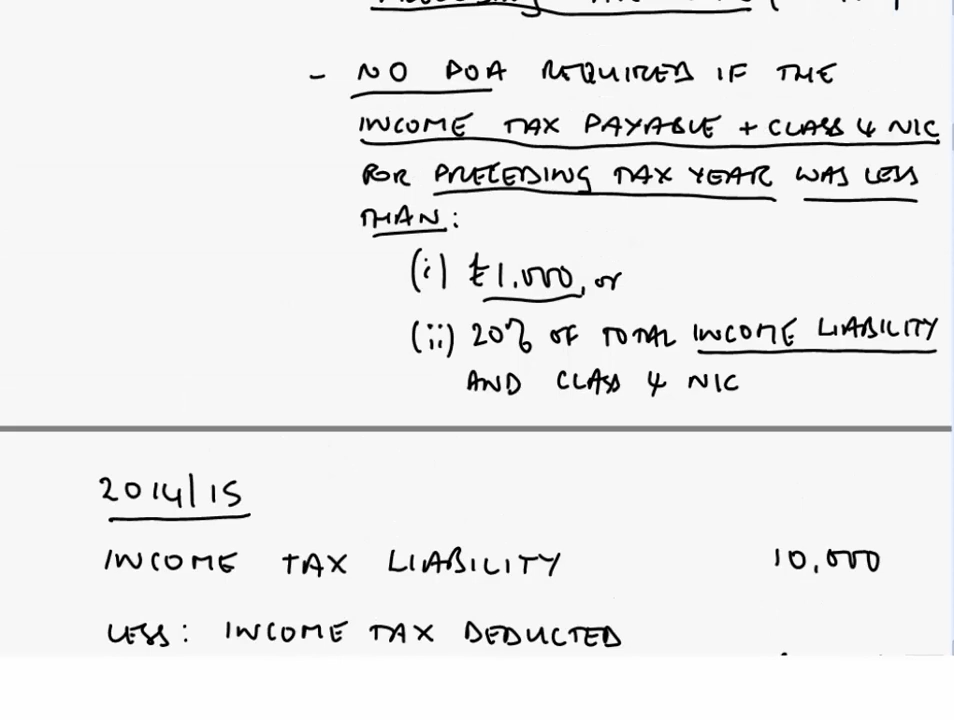 - NO POA REQUIRED IF THE
INCOME TAX PAYABLE + CLASS 4 NIC
FOR PRECEDING TAX YEAR WAS LESS
THAN:
(i) £1,000, or
(ii) 20% OF TOTAL INCOME LIABILITY
AND CLASS 4 NIC
2014/15
INCOME TAX LIABILITY 10,000
LESS: INCOME TAX DEDUCTED